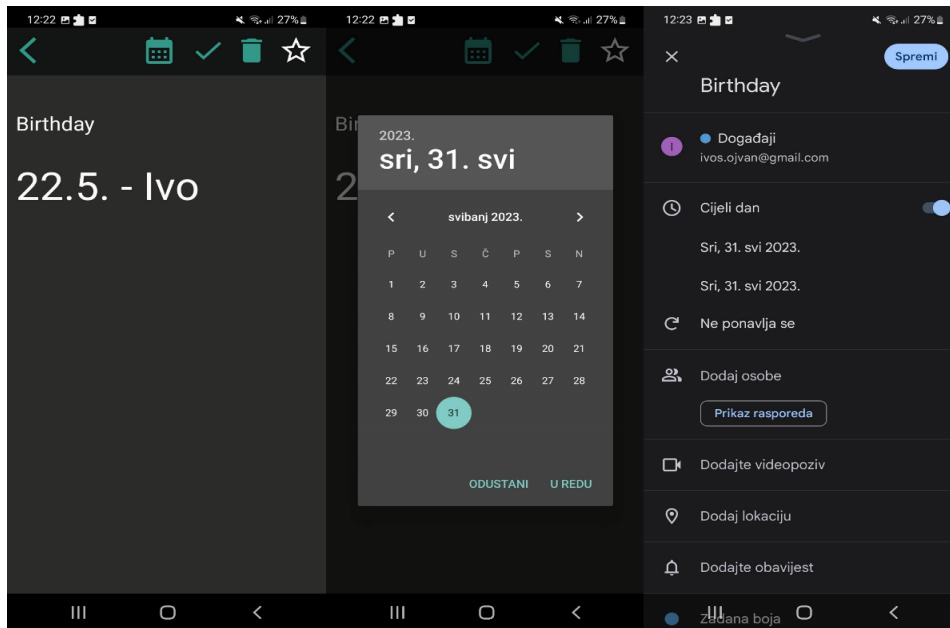 12:22
27%
Birthday
22.5. - Ivo
12:22
27%
Bir
2
2023.
sri, 31. svi
svibanj 2023.
P U S Č P S N
1 2 3 4 5 6 7
8 9 10 11 12 13 14
15 16 17 18 19 20 21
22 23 24 25 26 27 28
29 30 31
ODUSTANI U REDU
12:23
27%
Spremi
Birthday
I
Događaji
ivos.ojvan@gmail.com
Cijeli dan
Sri, 31. svi 2023.
Sri, 31. svi 2023.
Ne ponavlja se
Dodaj osobe
Prikaz rasporeda
Dodajte videopoziv
Dodaj lokaciju
Dodajte obavijest
Zadana boja